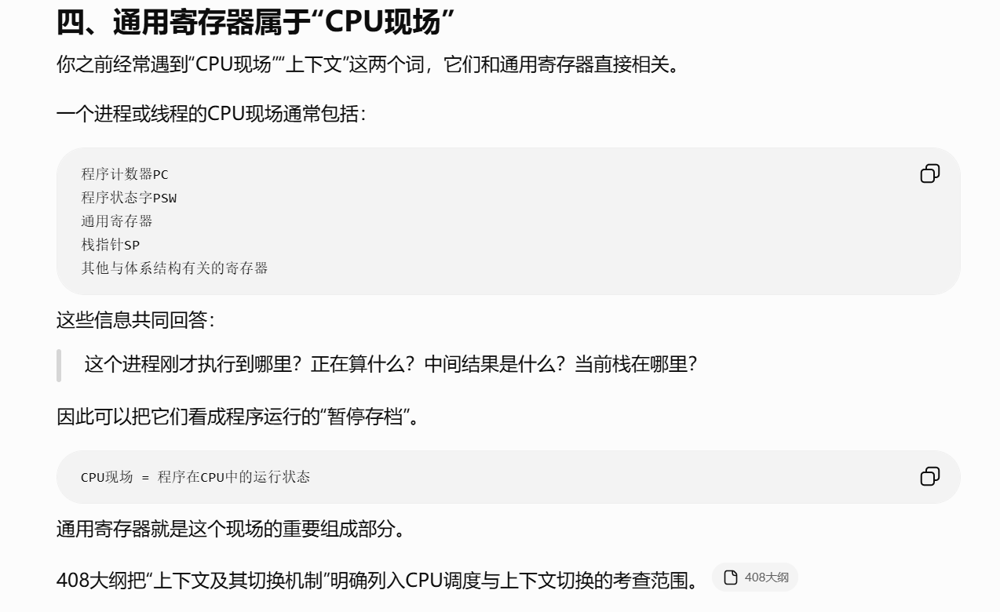 四、通用寄存器属于“CPU现场”
你之前经常遇到“CPU现场”“上下文”这两个词，它们和通用寄存器直接相关。
一个进程或线程的CPU现场通常包括：
程序计数器PC
程序状态字PSW
通用寄存器
栈指针SP
其他与体系结构有关的寄存器
这些信息共同回答：
这个进程刚才执行到哪里？正在算什么？中间结果是什么？当前栈在哪里？
因此可以把它们看成程序运行的“暂停存档”。
CPU现场 = 程序在CPU中的运行状态
通用寄存器就是这个现场的重要组成部分。
408大纲把“上下文及其切换机制”明确列入CPU调度与上下文切换的考查范围。 408大纲